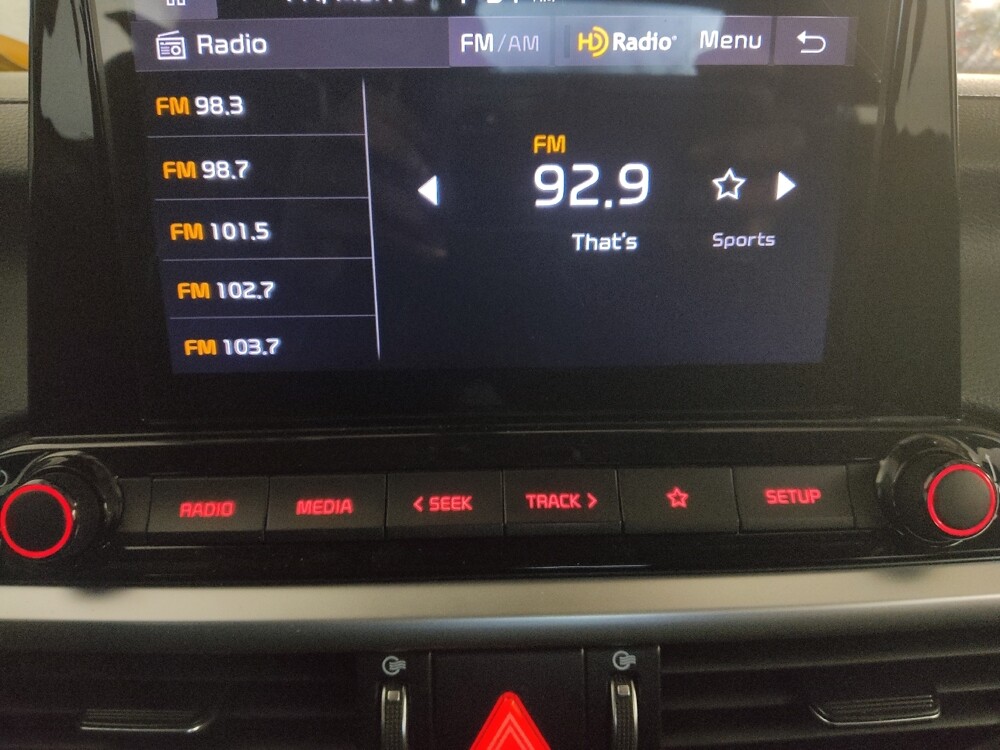 Radio
FM/AM
HD Radio
Menu
FM 98.3
FM 98.7
FM 101.5
FM 102.7
FM 103.7
FM
92.9
That's
Sports
RADIO
MEDIA
< SEEK
TRACK >
SETUP